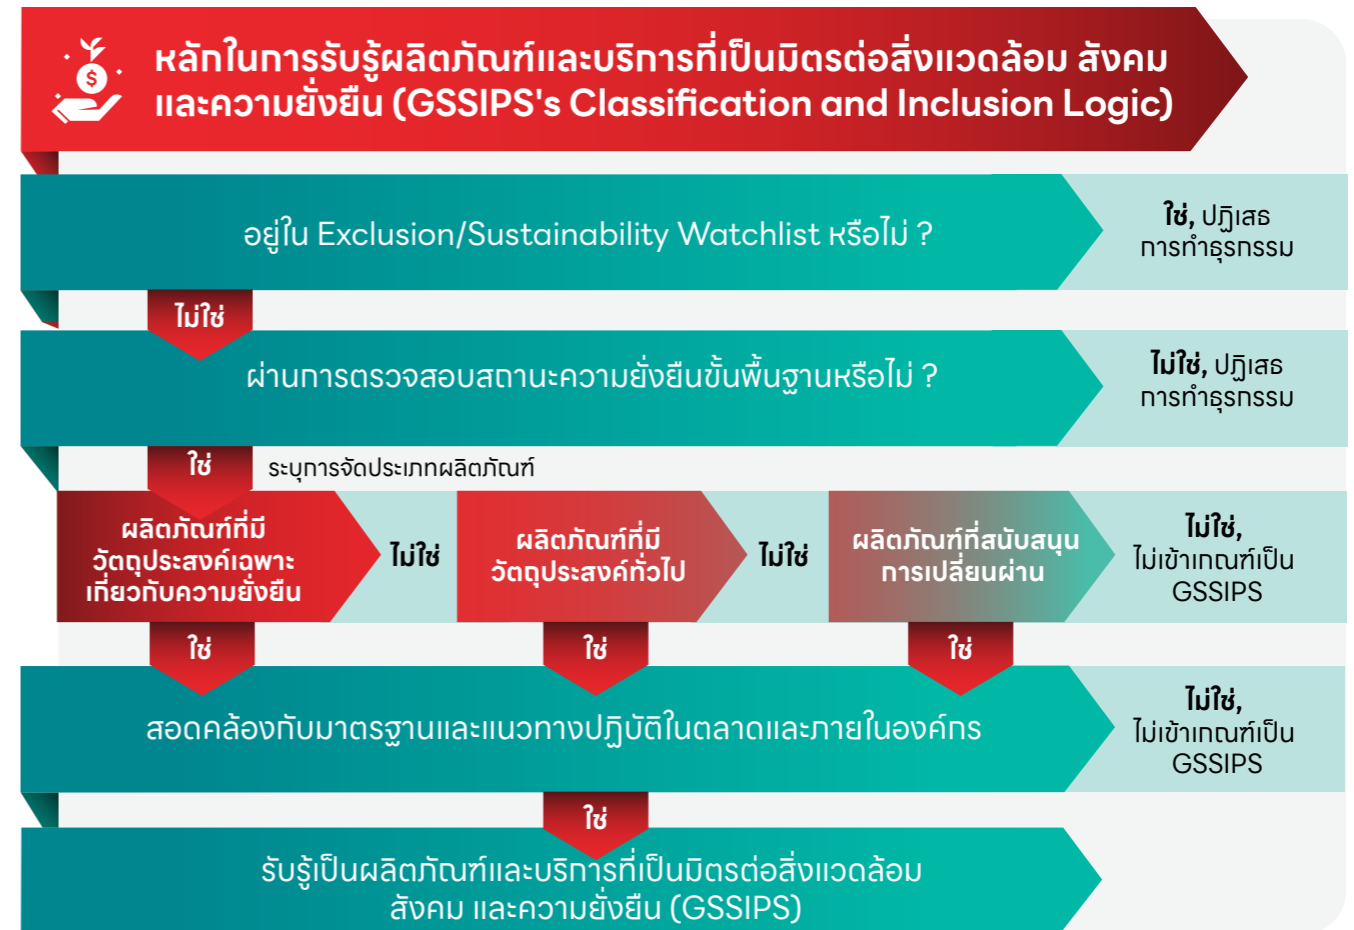 หลักในการรับรู้ผลิตภัณฑ์และบริการที่เป็นมิตรต่อสิ่งแวดล้อม สังคม
และความยั่งยืน (GSSIPS's Classification and Inclusion Logic)
อยู่ใน Exclusion/Sustainability Watchlist หรือไม่ ?
ใช่, ปฏิเสธ
การทำธุรกรรม
ไม่ใช่
ผ่านการตรวจสอบสถานะความยั่งยืนขั้นพื้นฐานหรือไม่ ?
ไม่ใช่, ปฏิเสธ
การทำธุรกรรม
ใช่
ระบุการจัดประเภทผลิตภัณฑ์
ผลิตภัณฑ์ที่มี
วัตถุประสงค์เฉพาะ
เกี่ยวกับความยั่งยืน
ไม่ใช่
ผลิตภัณฑ์ที่มี
วัตถุประสงค์ทั่วไป
ไม่ใช่
ผลิตภัณฑ์ที่สนับสนุน
การเปลี่ยนผ่าน
ไม่ใช่,
ไม่เข้าเกณฑ์เป็น
GSSIPS
ใช่
ใช่
ใช่
สอดคล้องกับมาตรฐานและแนวทางปฏิบัติในตลาดและภายในองค์กร
ไม่ใช่,
ไม่เข้าเกณฑ์เป็น
GSSIPS
ใช่
รับรู้เป็นผลิตภัณฑ์และบริการที่เป็นมิตรต่อสิ่งแวดล้อม
สังคม และความยั่งยืน (GSSIPS)